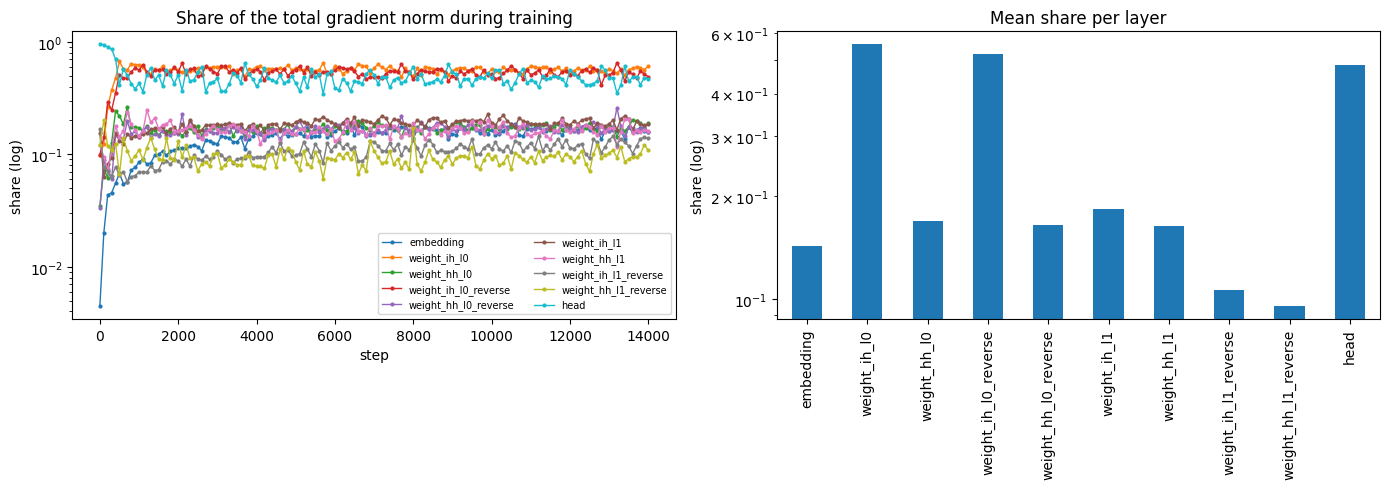 Share of the total gradient norm during training
share (log)
10⁰
10⁻¹
10⁻²
0 2000 4000 6000 8000 10000 12000 14000
step
embedding
weight_ih_l0
weight_hh_l0
weight_ih_l0_reverse
weight_hh_l0_reverse
weight_ih_l1
weight_hh_l1
weight_ih_l1_reverse
weight_hh_l1_reverse
head
Mean share per layer
share (log)
6 × 10⁻¹
4 × 10⁻¹
3 × 10⁻¹
2 × 10⁻¹
10⁻¹
embedding
weight_ih_l0
weight_hh_l0
weight_ih_l0_reverse
weight_hh_l0_reverse
weight_ih_l1
weight_hh_l1
weight_ih_l1_reverse
weight_hh_l1_reverse
head